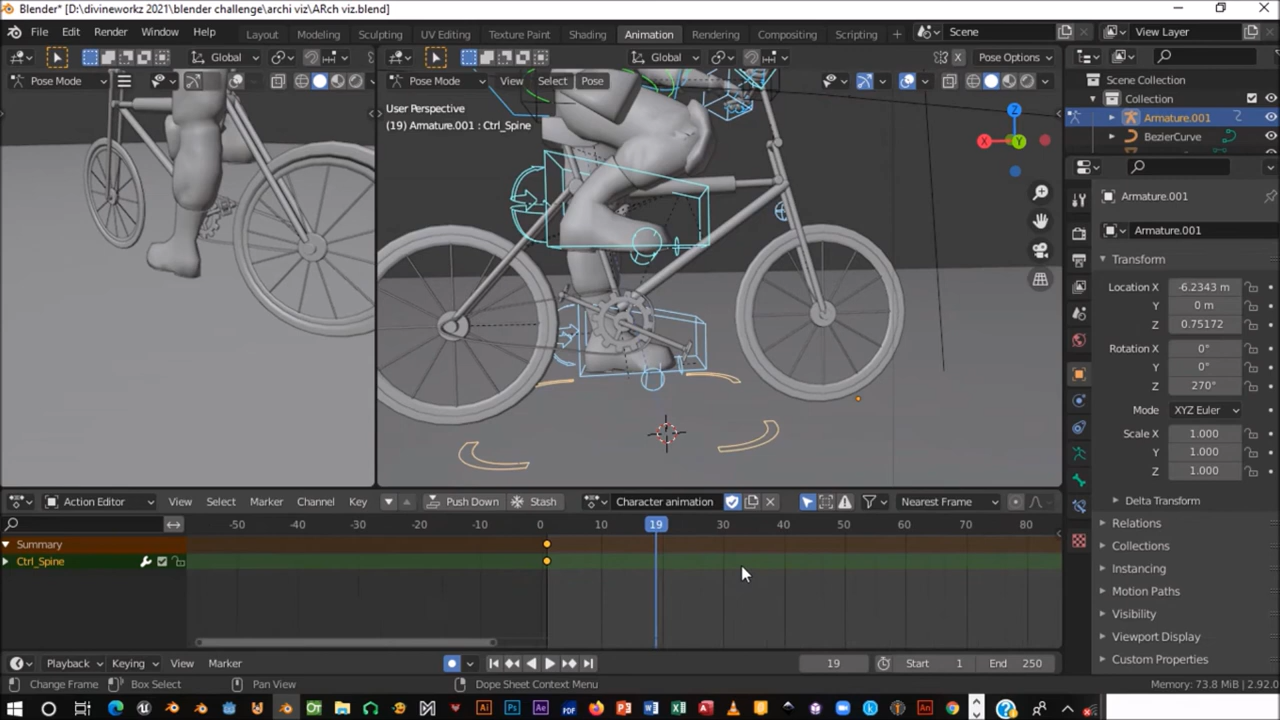 Blender* [D:\divineworkz 2021\blender challenge\archi viz\ARch viz.blend]
File Edit Render Window Help Layout Modeling Sculpting UV Editing Texture Paint Shading Animation Rendering Compositing Scripting Scene View Layer
Global Global Pose Options
Pose Mode Pose Mode View Select Pose
Scene Collection
Collection
Armature.001
BezierCurve
User Perspective
(19) Armature.001 : Ctrl_Spine
Z
X Y
Armature.001
Armature.001
Transform
Location X -6.2343 m
Y 0 m
Z 0.75172
Rotation X 0°
Y 0°
Z 270°
Mode XYZ Euler
Scale X 1.000
Y 1.000
Z 1.000
Delta Transform
Relations
Collections
Instancing
Motion Paths
Visibility
Viewport Display
Custom Properties
Action Editor View Select Marker Channel Key Push Down Stash Character animation Nearest Frame
-50 -40 -30 -20 -10 0 10 19 30 40 50 60 70 80
Summary
Ctrl_Spine
Playback Keying View Marker 19 Start 1 End 250
Change Frame Box Select Pan View Dope Sheet Context Menu Memory: 73.8 MiB | 2.92.0